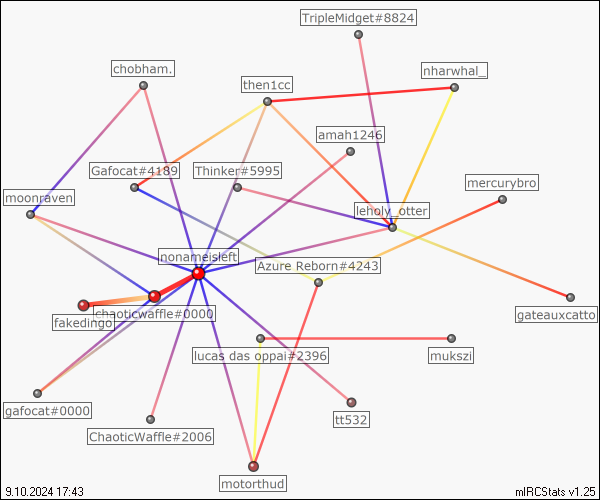 TripleMidget#8824
chobham.
nharwhal_
then1cc
amah1246
Gafocat#4189
Thinker#5995
mercurybro
moonraven
leholy_otter
nonameisleft
Azure Reborn#4243
chaoticwaffle#0000
fakedingo
gateauxcatto
lucas das oppai#2396
mukszi
gafocat#0000
tt532
ChaoticWaffle#2006
motorthud
9.10.2024 17:43
mIRCStats v1.25